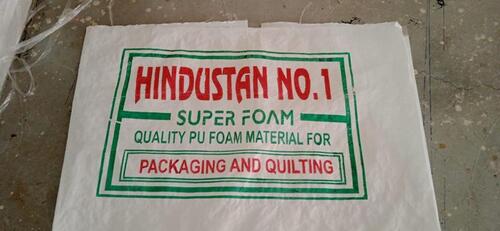 HINDUSTAN NO.1
SUPER FOAM
QUALITY PU FOAM MATERIAL FOR
PACKAGING AND QUILTING